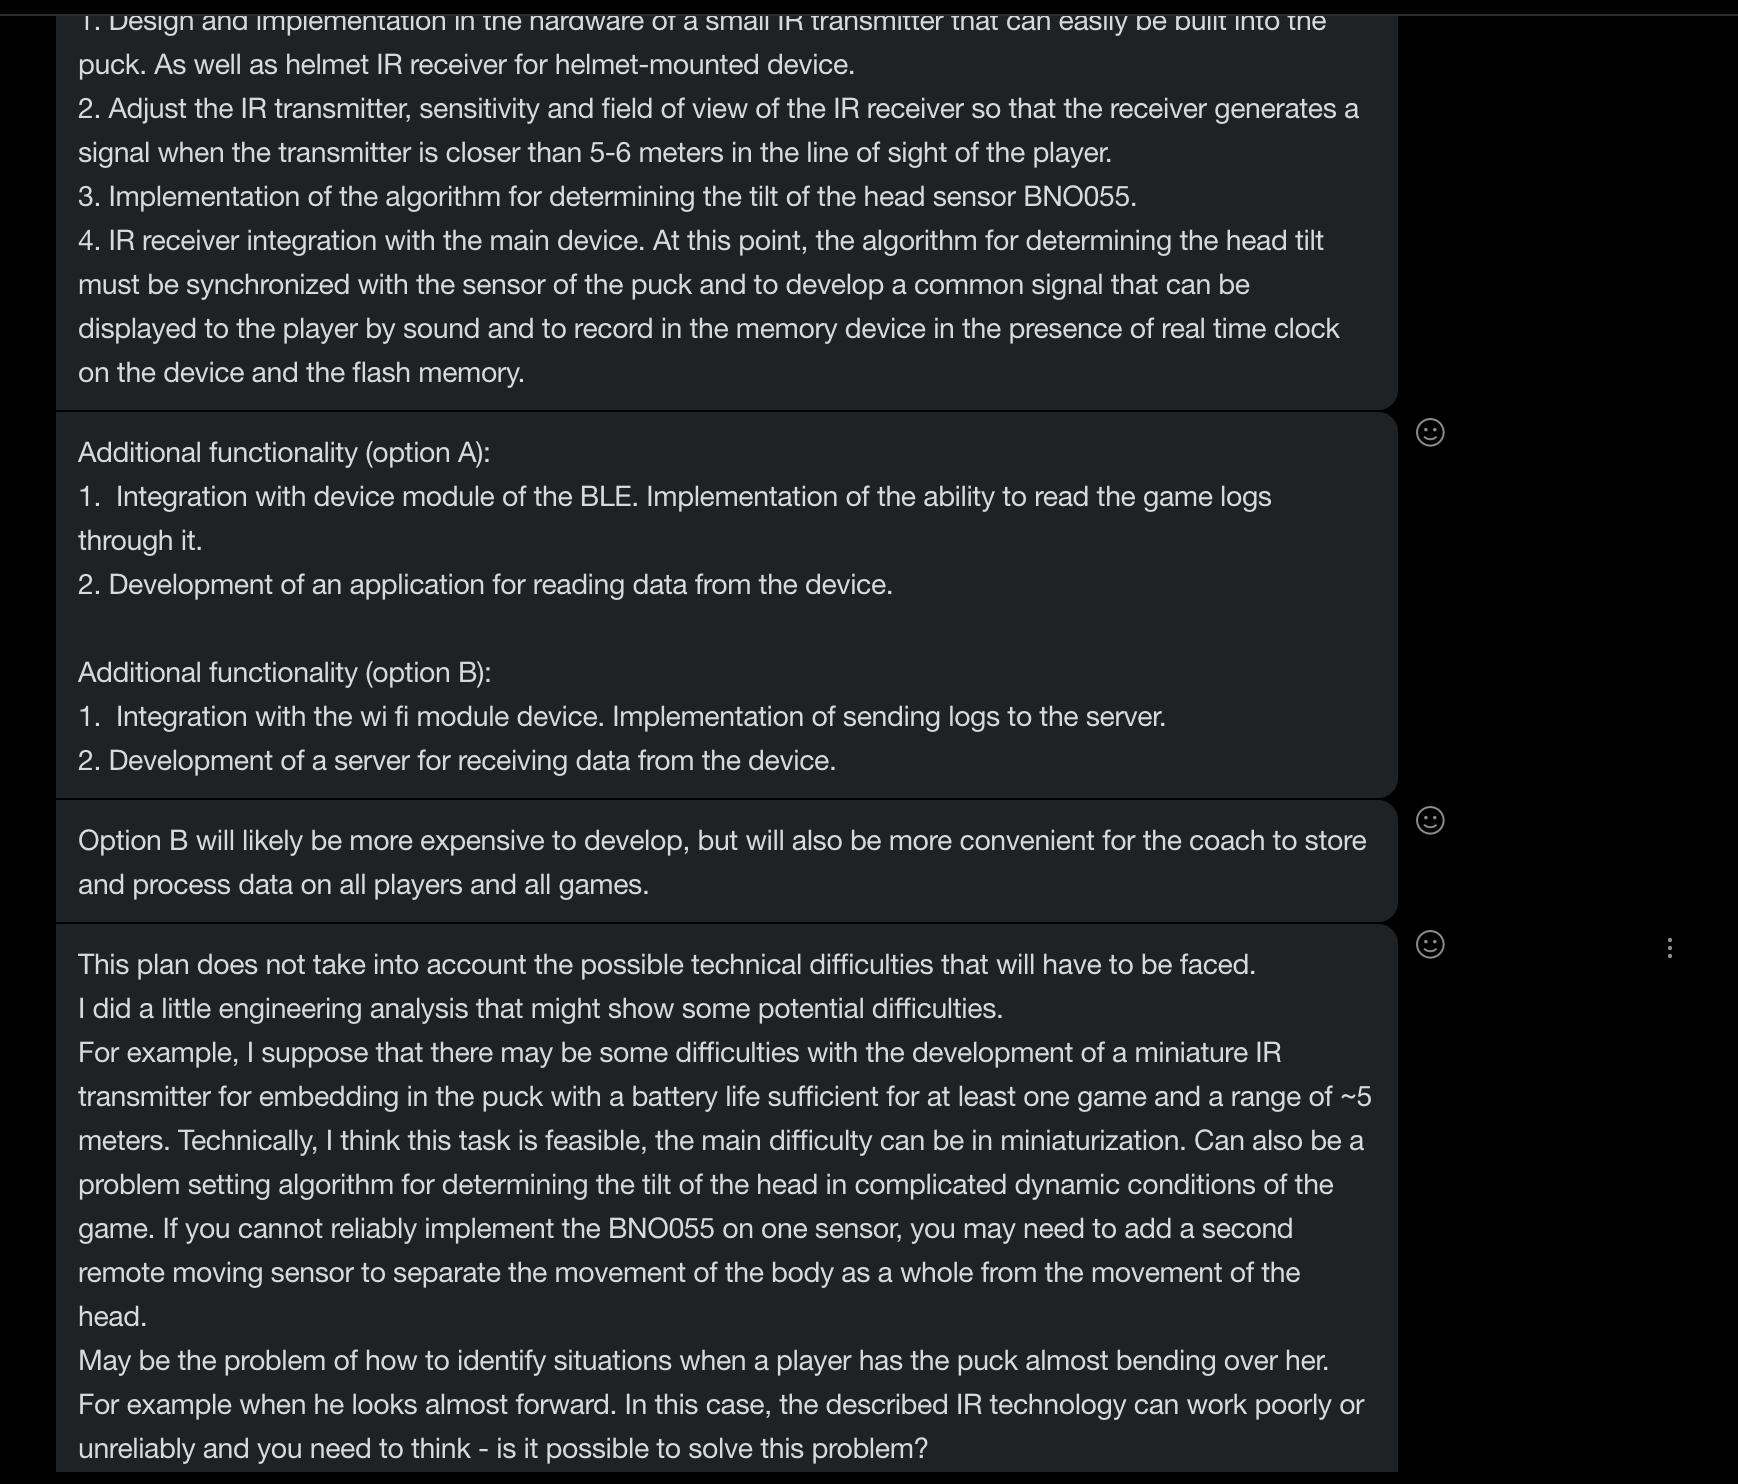 1. Design and implementation in the hardware of a small IR transmitter that can easily be built into the
puck. As well as helmet IR receiver for helmet-mounted device.
2. Adjust the IR transmitter, sensitivity and field of view of the IR receiver so that the receiver generates a
signal when the transmitter is closer than 5-6 meters in the line of sight of the player.
3. Implementation of the algorithm for determining the tilt of the head sensor BNO055.
4. IR receiver integration with the main device. At this point, the algorithm for determining the head tilt
must be synchronized with the sensor of the puck and to develop a common signal that can be
displayed to the player by sound and to record in the memory device in the presence of real time clock
on the device and the flash memory.
Additional functionality (option A):
1.  Integration with device module of the BLE. Implementation of the ability to read the game logs
through it.
2. Development of an application for reading data from the device.
Additional functionality (option B):
1.  Integration with the wi fi module device. Implementation of sending logs to the server.
2. Development of a server for receiving data from the device.
Option B will likely be more expensive to develop, but will also be more convenient for the coach to store
and process data on all players and all games.
This plan does not take into account the possible technical difficulties that will have to be faced.
I did a little engineering analysis that might show some potential difficulties.
For example, I suppose that there may be some difficulties with the development of a miniature IR
transmitter for embedding in the puck with a battery life sufficient for at least one game and a range of ~5
meters. Technically, I think this task is feasible, the main difficulty can be in miniaturization. Can also be a
problem setting algorithm for determining the tilt of the head in complicated dynamic conditions of the
game. If you cannot reliably implement the BNO055 on one sensor, you may need to add a second
remote moving sensor to separate the movement of the body as a whole from the movement of the
head.
May be the problem of how to identify situations when a player has the puck almost bending over her.
For example when he looks almost forward. In this case, the described IR technology can work poorly or
unreliably and you need to think - is it possible to solve this problem?